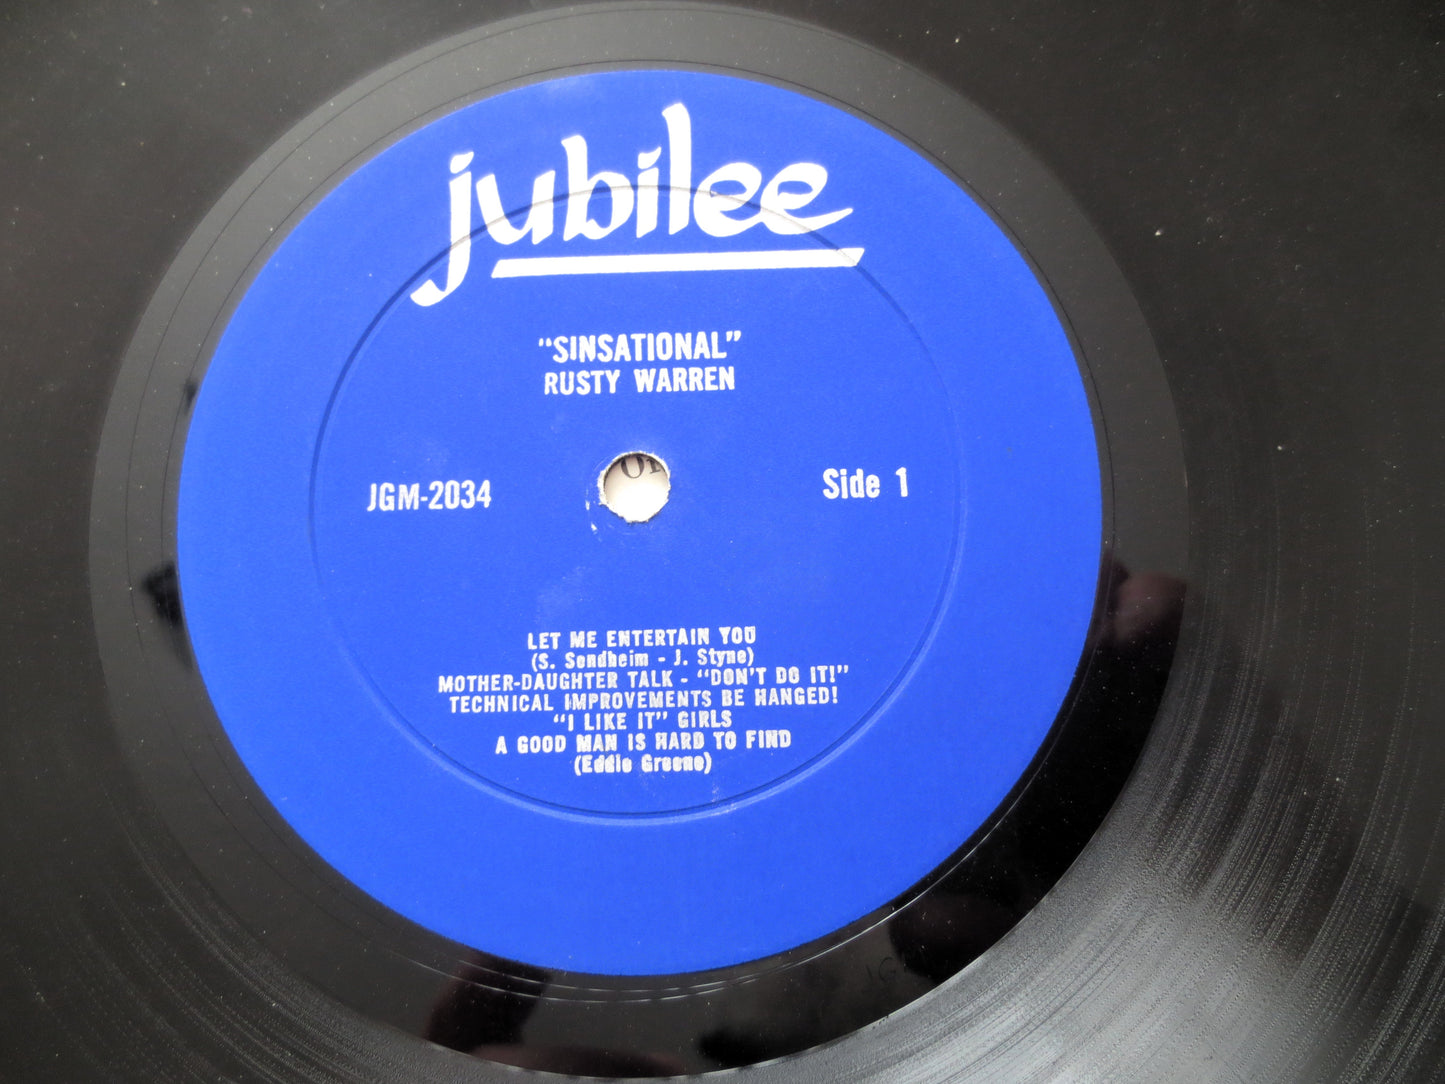 jubilee
"SINSATIONAL"
RUSTY WARREN
JGM-2034
Side 1
LET ME ENTERTAIN YOU
(S. Sondheim - J. Styne)
MOTHER-DAUGHTER TALK - "DON'T DO IT!"
TECHNICAL IMPROVEMENTS BE HANGED!
"I LIKE IT" GIRLS
A GOOD MAN IS HARD TO FIND
(Eddie Greene)